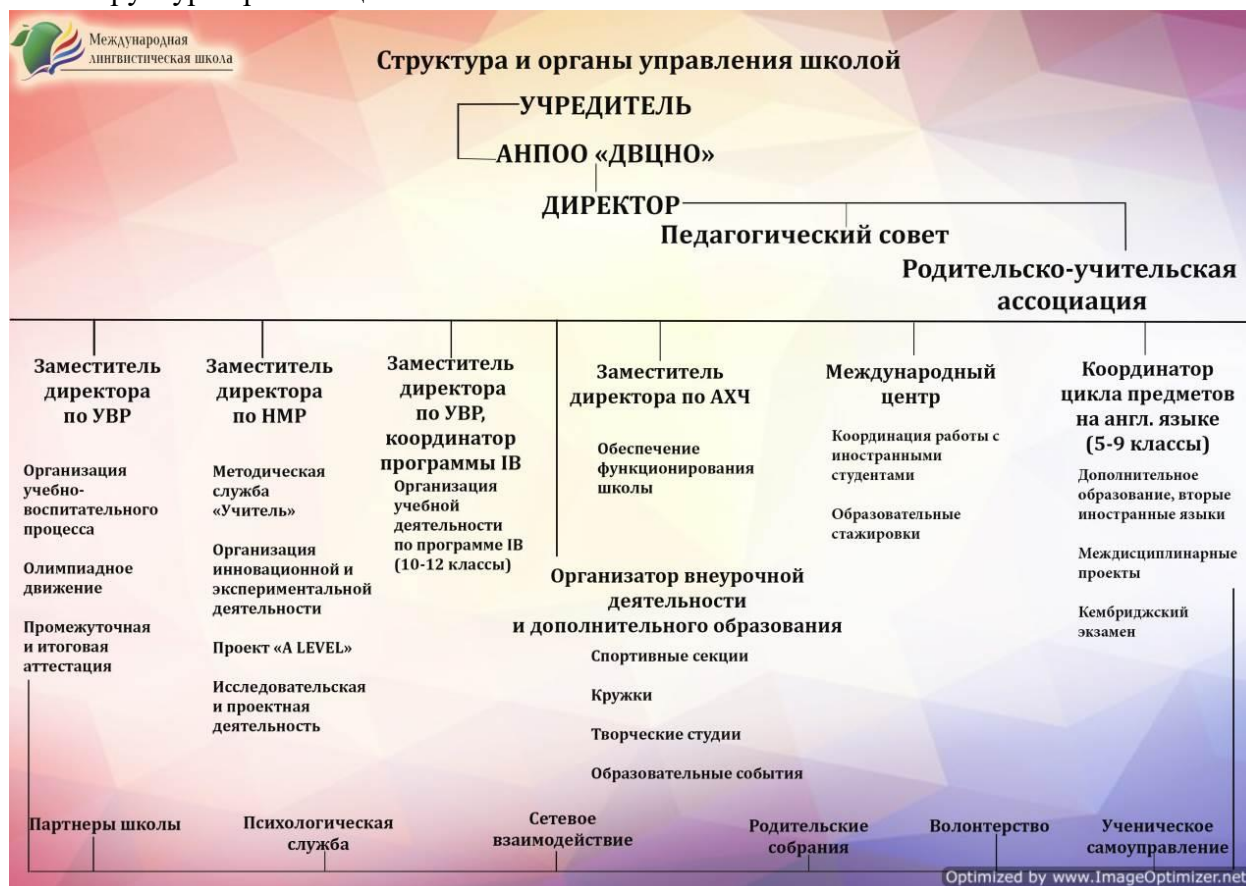 Международная
лингвистическая школа
Структура и органы управления школой
УЧРЕДИТЕЛЬ
АНПОО «ДВЦНО»
ДИРЕКТОР
Педагогический совет
Родительско-учительская
ассоциация
Заместитель
директора
по УВР
Организация
учебно-
воспитательного
процесса
Олимпиадное
движение
Промежуточная
и итоговая
аттестация
Заместитель
директора
по НМР
Методическая
служба
«Учитель»
Организация
инновационной и
экспериментальной
деятельности
Проект «A LEVEL»
Исследовательская
и проектная
деятельность
Заместитель
директора
по УВР,
координатор
программы IB
Организация
учебной
деятельности
по программе IB
(10-12 классы)
Заместитель
директора по АХЧ
Обеспечение
функционирования
школы
Организатор внеурочной
деятельности
и дополнительного образования
Спортивные секции
Кружки
Творческие студии
Образовательные события
Международный
центр
Координация работы с
иностранными
студентами
Образовательные
стажировки
Координатор
цикла предметов
на англ. языке
(5-9 классы)
Дополнительное
образование, вторые
иностранные языки
Междисциплинарные
проекты
Кембриджский
экзамен
Партнеры школы
Психологическая
служба
Сетевое
взаимодействие
Родительские
собрания
Волонтерство
Ученическое
самоуправление
Optimized by www.ImageOptimizer.net